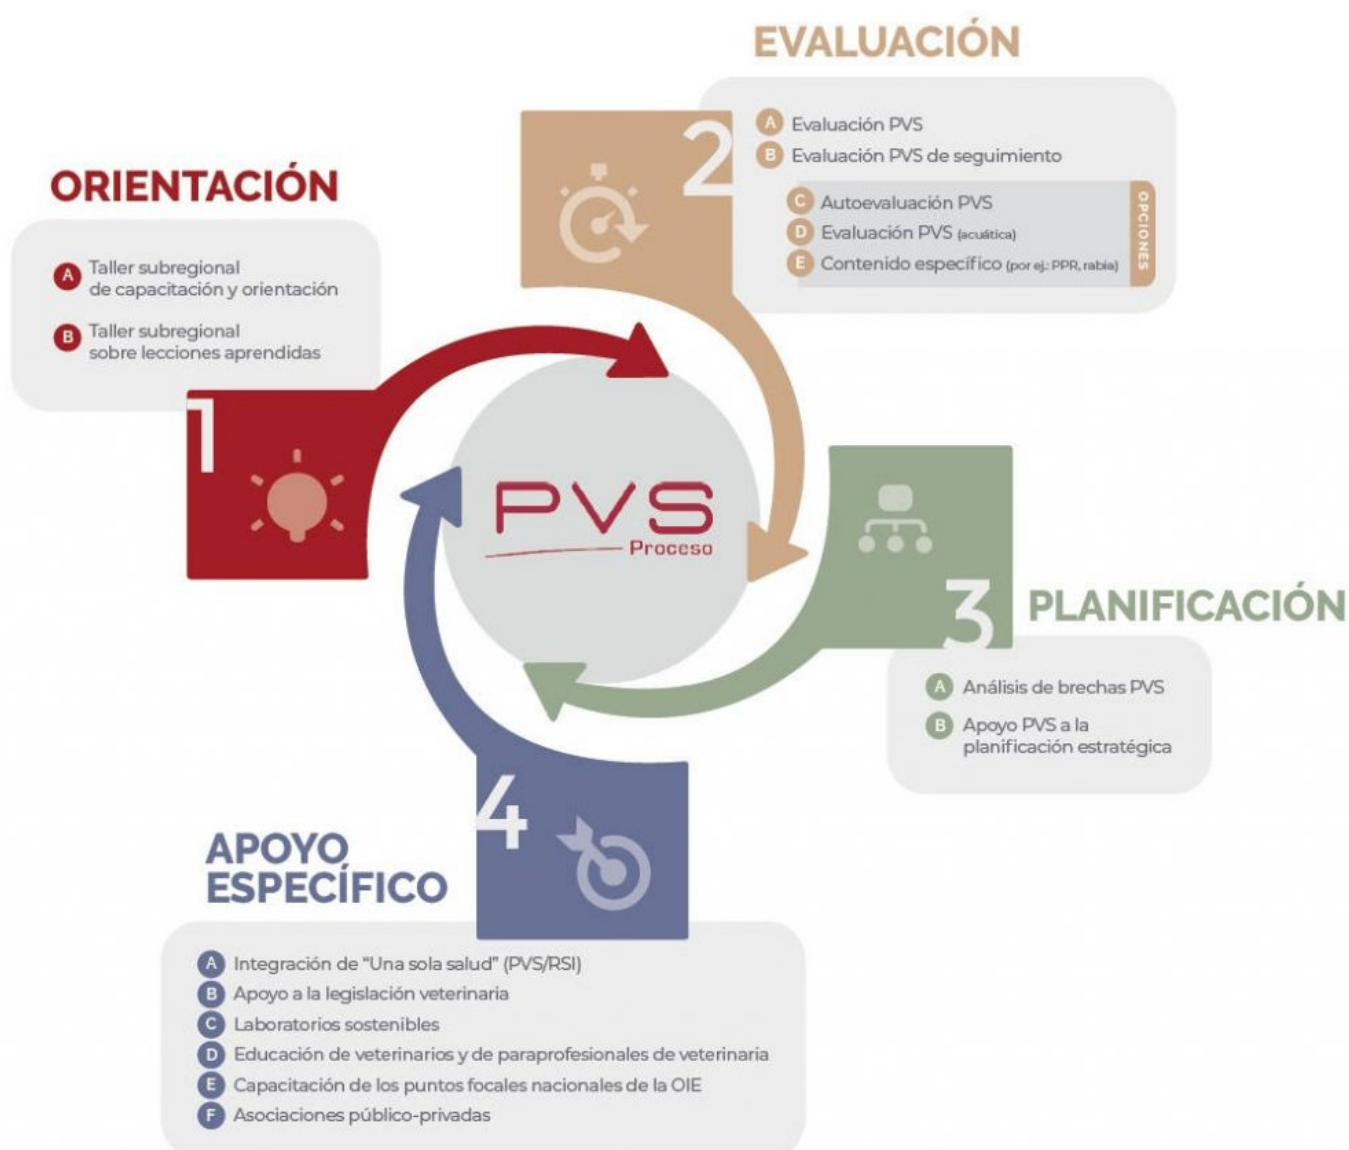 ORIENTACIÓN
A Taller subregional
de capacitación y orientación
B Taller subregional
sobre lecciones aprendidas
1
EVALUACIÓN
2
A Evaluación PVS
B Evaluación PVS de seguimiento
C Autoevaluación PVS
D Evaluación PVS (acuática)
E Contenido específico (por ej.: PPR, rabia)
OPCIONES
PVS
Proceso
3
PLANIFICACIÓN
A Análisis de brechas PVS
B Apoyo PVS a la
planificación estratégica
4
APOYO
ESPECÍFICO
A Integración de “Una sola salud” (PVS/RSI)
B Apoyo a la legislación veterinaria
C Laboratorios sostenibles
D Educación de veterinarios y de paraprofesionales de veterinaria
E Capacitación de los puntos focales nacionales de la OIE
F Asociaciones público-privadas